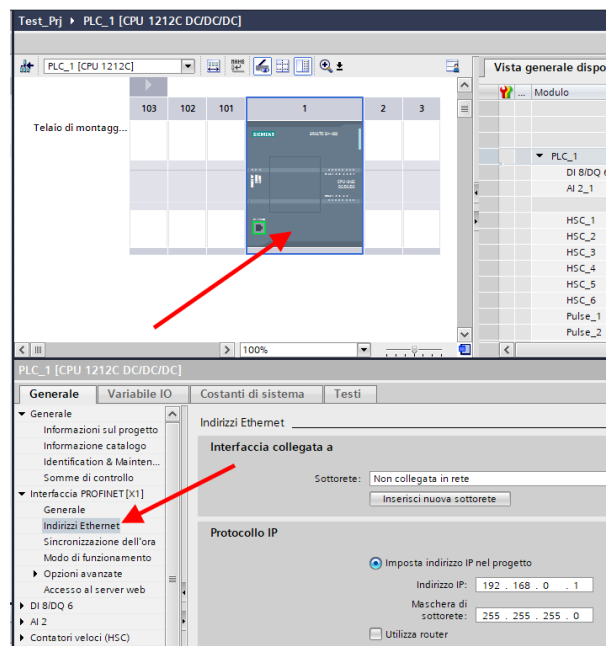 Test_Prj ▸ PLC_1 [CPU 1212C DC/DC/DC]
PLC_1 [CPU 1212C]
Vista generale dispo
... Modulo
103 102 101 1 2 3
Telaio di montagg...
SIEMENS
PLC_1
DI 8/DQ 6
AI 2_1
HSC_1
HSC_2
HSC_3
HSC_4
HSC_5
HSC_6
Pulse_1
Pulse_2
100%
PLC_1 [CPU 1212C DC/DC/DC]
Generale Variabile IO Costanti di sistema Testi
Generale
Informazioni sul progetto
Informazione catalogo
Identification & Mainten...
Somme di controllo
Interfaccia PROFINET [X1]
Generale
Indirizzi Ethernet
Sincronizzazione dell'ora
Modo di funzionamento
Opzioni avanzate
Accesso al server web
DI 8/DQ 6
AI 2
Contatori veloci (HSC)
Indirizzi Ethernet
Interfaccia collegata a
Sottorete: Non collegata in rete
Inserisci nuova sottorete
Protocollo IP
Imposta indirizzo IP nel progetto
Indirizzo IP: 192 . 168 . 0 . 1
Maschera di
sottorete: 255 . 255 . 255 . 0
Utilizza router